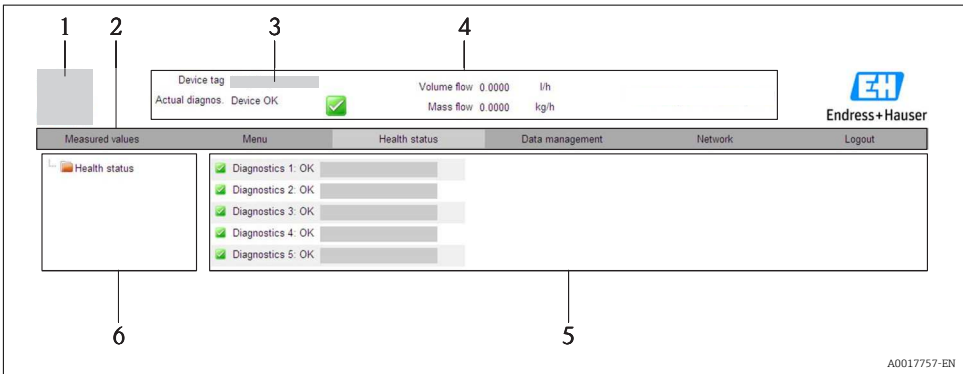 1 2 3 4
Device tag
Volume flow 0.0000 l/h
Actual diagnos. Device OK
Mass flow 0.0000 kg/h
EH
Endress+Hauser
Measured values Menu Health status Data management Network Logout
Health status
Diagnostics 1: OK
Diagnostics 2: OK
Diagnostics 3: OK
Diagnostics 4: OK
Diagnostics 5: OK
6 5
A0017757-EN